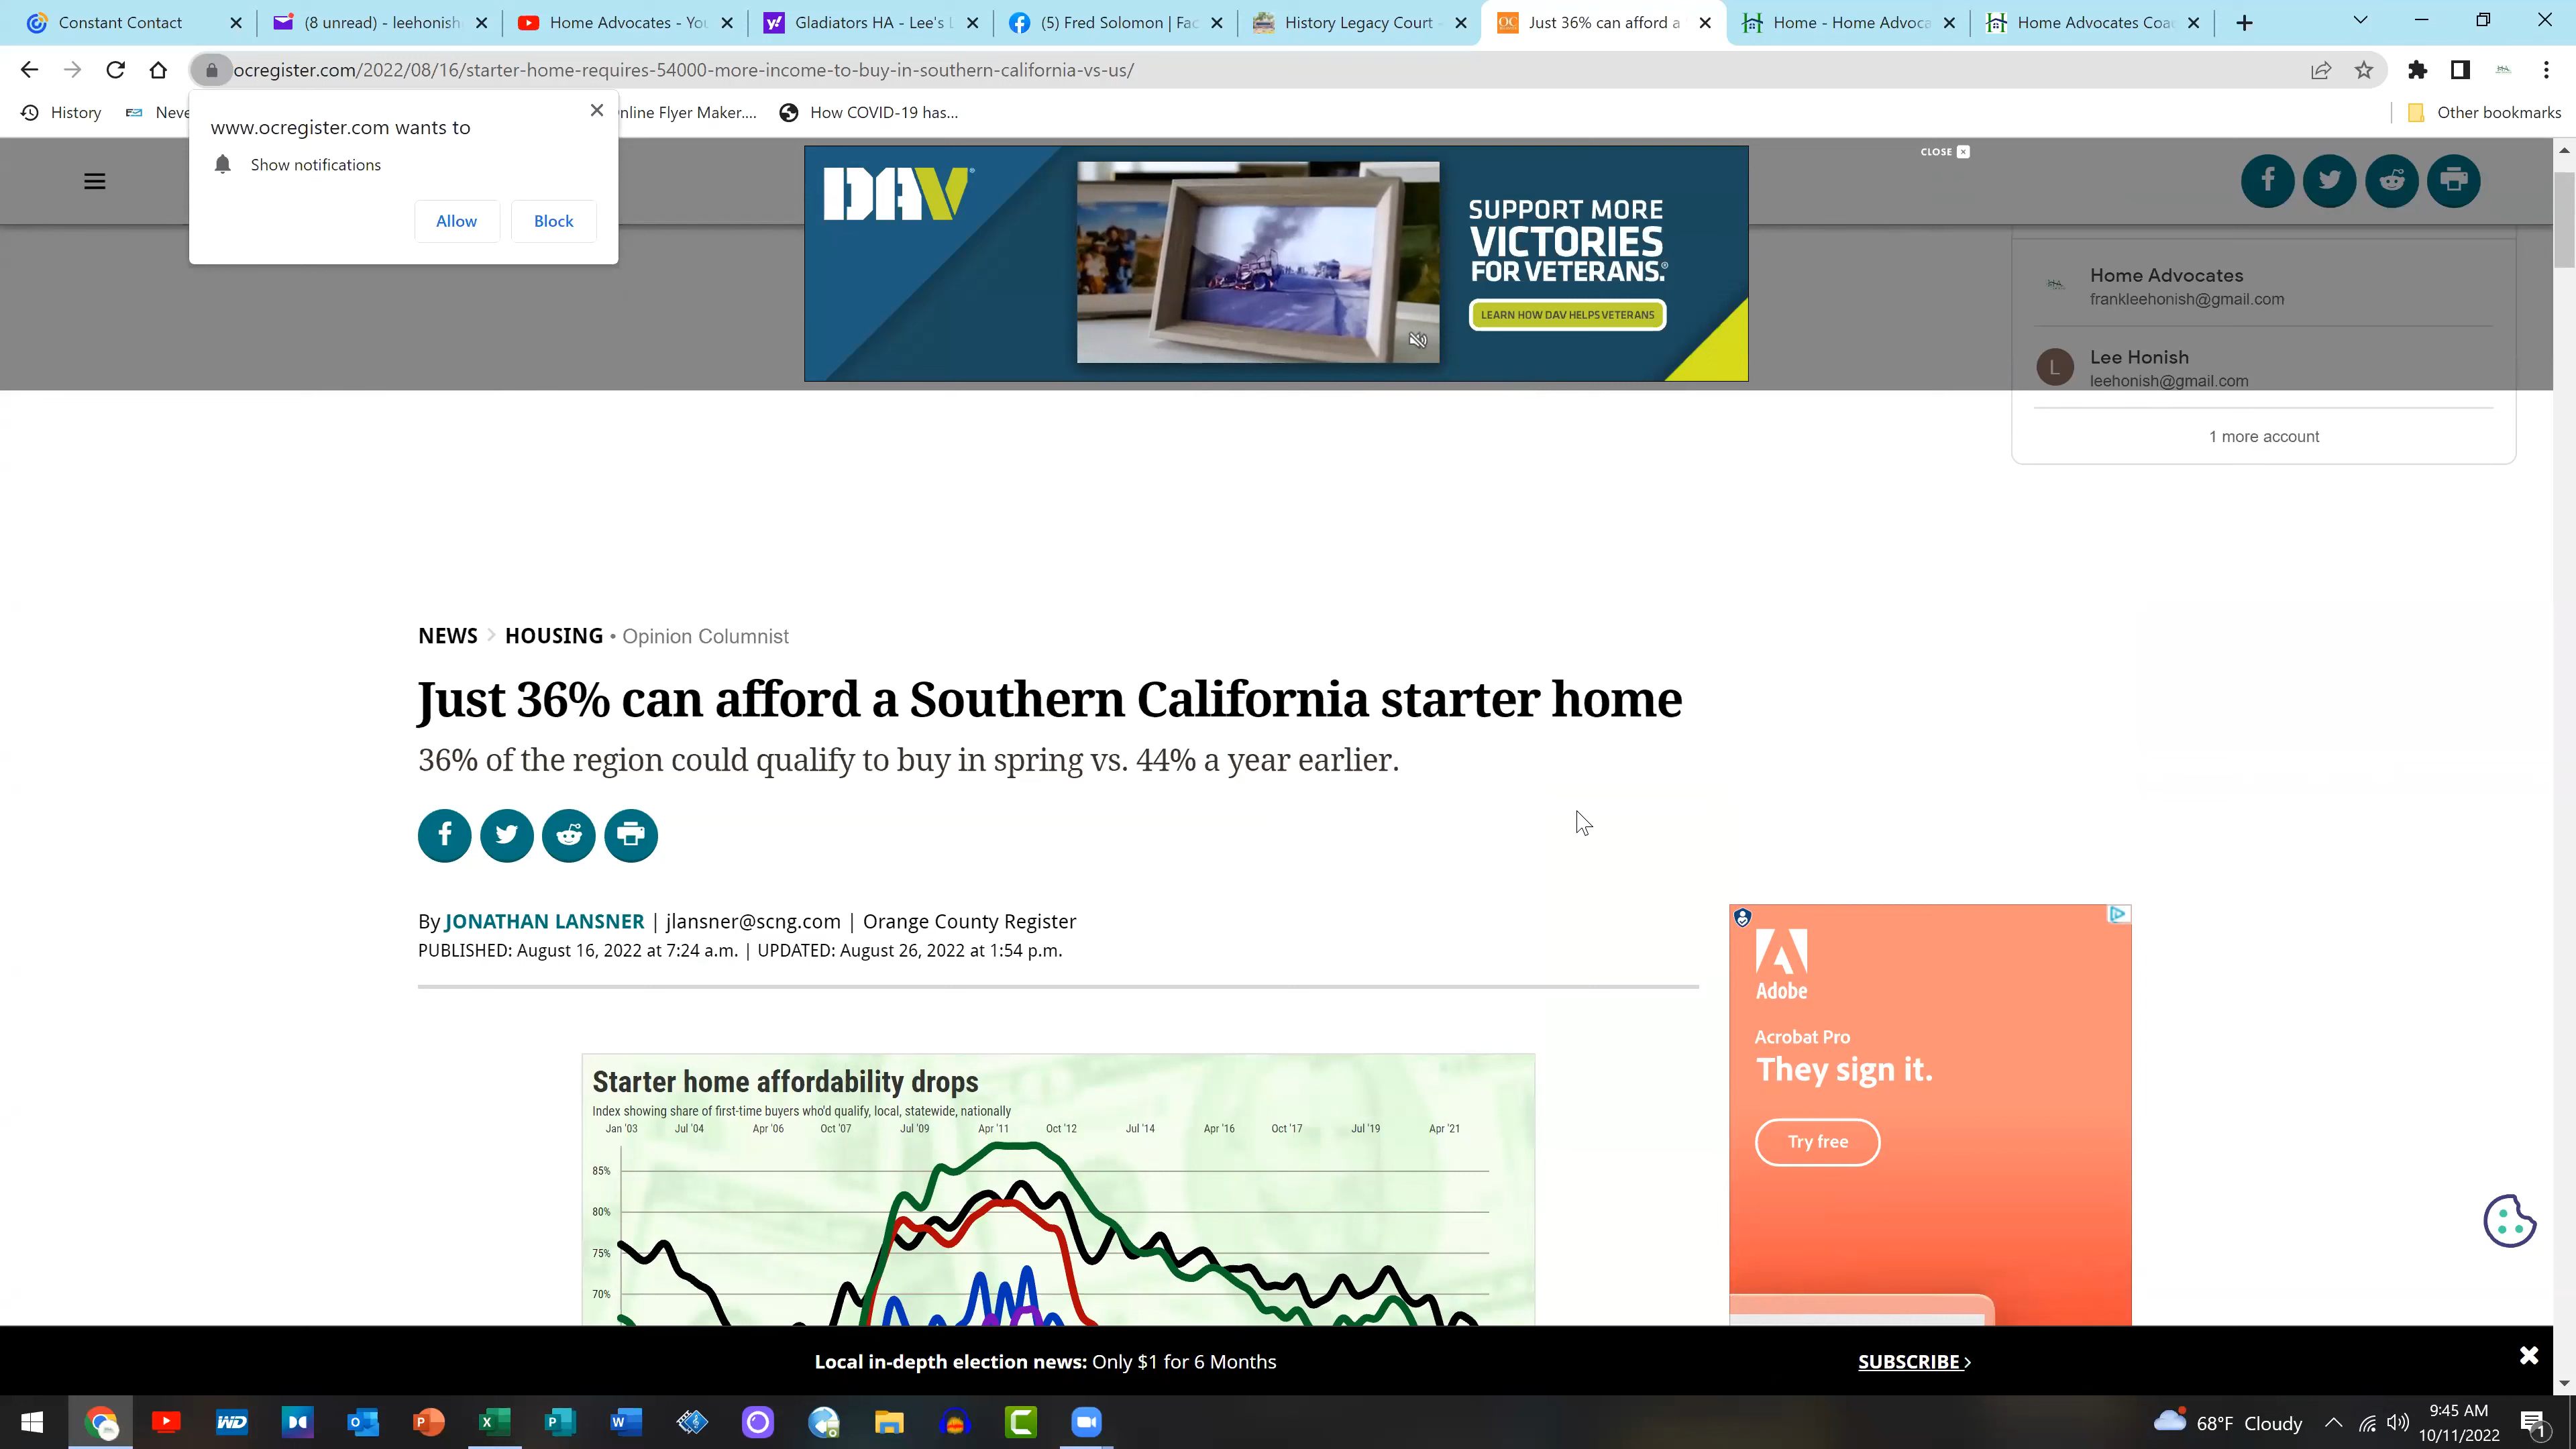 Constant Contact
(8 unread) - leehonish
Home Advocates - You
Gladiators HA - Lee's L
(5) Fred Solomon | Fac
History Legacy Court -
Just 36% can afford a
Home - Home Advoca
Home Advocates Coa
ocregister.com/2022/08/16/starter-home-requires-54000-more-income-to-buy-in-southern-california-vs-us/
History
Neve
nline Flyer Maker....
How COVID-19 has...
Other bookmarks
www.ocregister.com wants to
Show notifications
Allow
Block
DAV
SUPPORT MORE
VICTORIES
FOR VETERANS.®
LEARN HOW DAV HELPS VETERANS
CLOSE
Home Advocates
frankleehonish@gmail.com
L
Lee Honish
leehonish@gmail.com
1 more account
NEWS > HOUSING • Opinion Columnist
Just 36% can afford a Southern California starter home
36% of the region could qualify to buy in spring vs. 44% a year earlier.
By JONATHAN LANSNER | jlansner@scng.com | Orange County Register
PUBLISHED: August 16, 2022 at 7:24 a.m. | UPDATED: August 26, 2022 at 1:54 p.m.
Starter home affordability drops
Index showing share of first-time buyers who'd qualify, local, statewide, nationally
Jan '03 Jul '04 Apr '06 Oct '07 Jul '09 Apr '11 Oct '12 Jul '14 Apr '16 Oct '17 Jul '19 Apr '21
85%
80%
75%
70%
Adobe
Acrobat Pro
They sign it.
Try free
Local in-depth election news: Only $1 for 6 Months
SUBSCRIBE >
68°F Cloudy
9:45 AM
10/11/2022
1